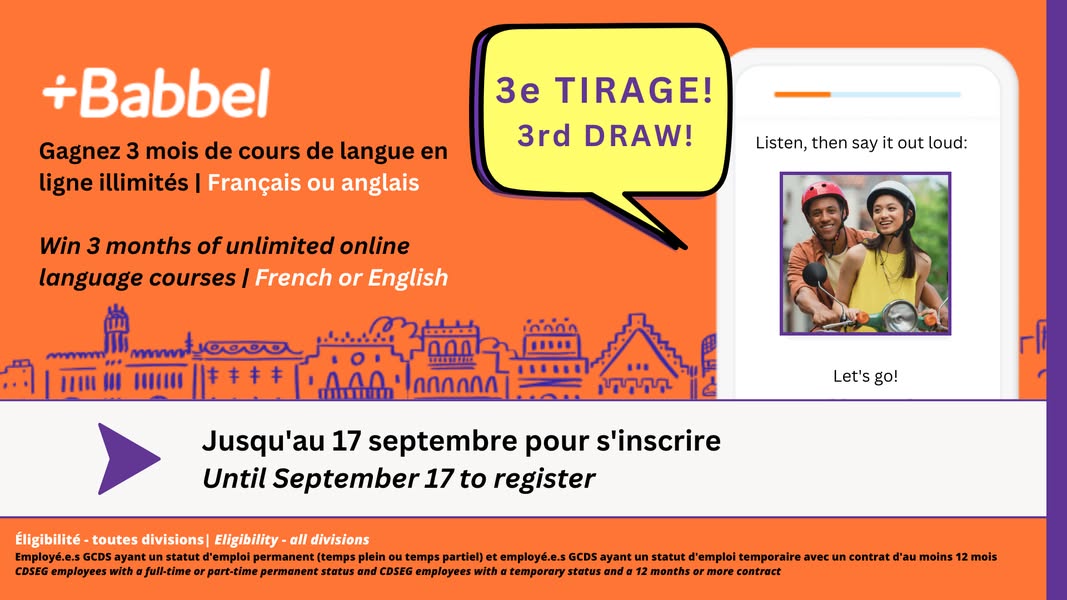 +Babbel
Gagnez 3 mois de cours de langue en
ligne illimités | Français ou anglais
Win 3 months of unlimited online
language courses | French or English
3e TIRAGE!
3rd DRAW!
Listen, then say it out loud:
Let's go!
Jusqu'au 17 septembre pour s'inscrire
Until September 17 to register
Éligibilité - toutes divisions| Eligibility - all divisions
Employé.e.s GCDS ayant un statut d'emploi permanent (temps plein ou temps partiel) et employé.e.s GCDS ayant un statut d'emploi temporaire avec un contrat d'au moins 12 mois
CDSEG employees with a full-time or part-time permanent status and CDSEG employees with a temporary status and a 12 months or more contract